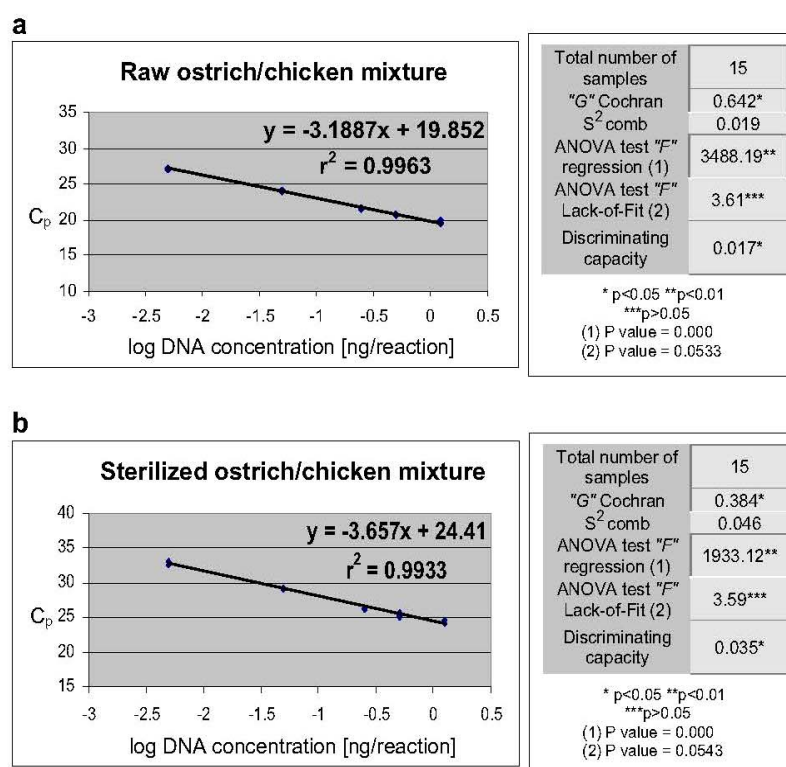 a
Raw ostrich/chicken mixture
35
30
25
20
15
10
Cp
y = -3.1887x + 19.852
r² = 0.9963
-3 -2.5 -2 -1.5 -1 -0.5 0 0.5
log DNA concentration [ng/reaction]
Total number of
samples
15
"G" Cochran 0.642*
S² comb 0.019
ANOVA test "F"
regression (1)
3488.19**
ANOVA test "F"
Lack-of-Fit (2)
3.61***
Discriminating
capacity
0.017*
* p<0.05 **p<0.01
***p>0.05
(1) P value = 0.000
(2) P value = 0.0533
b
Sterilized ostrich/chicken mixture
40
35
30
25
20
15
Cp
y = -3.657x + 24.41
r² = 0.9933
-3 -2.5 -2 -1.5 -1 -0.5 0 0.5
log DNA concentration [ng/reaction]
Total number of
samples
15
"G" Cochran 0.384*
S² comb 0.046
ANOVA test "F"
regression (1)
1933.12**
ANOVA test "F"
Lack-of-Fit (2)
3.59***
Discriminating
capacity
0.035*
* p<0.05 **p<0.01
***p>0.05
(1) P value = 0.000
(2) P value = 0.0543